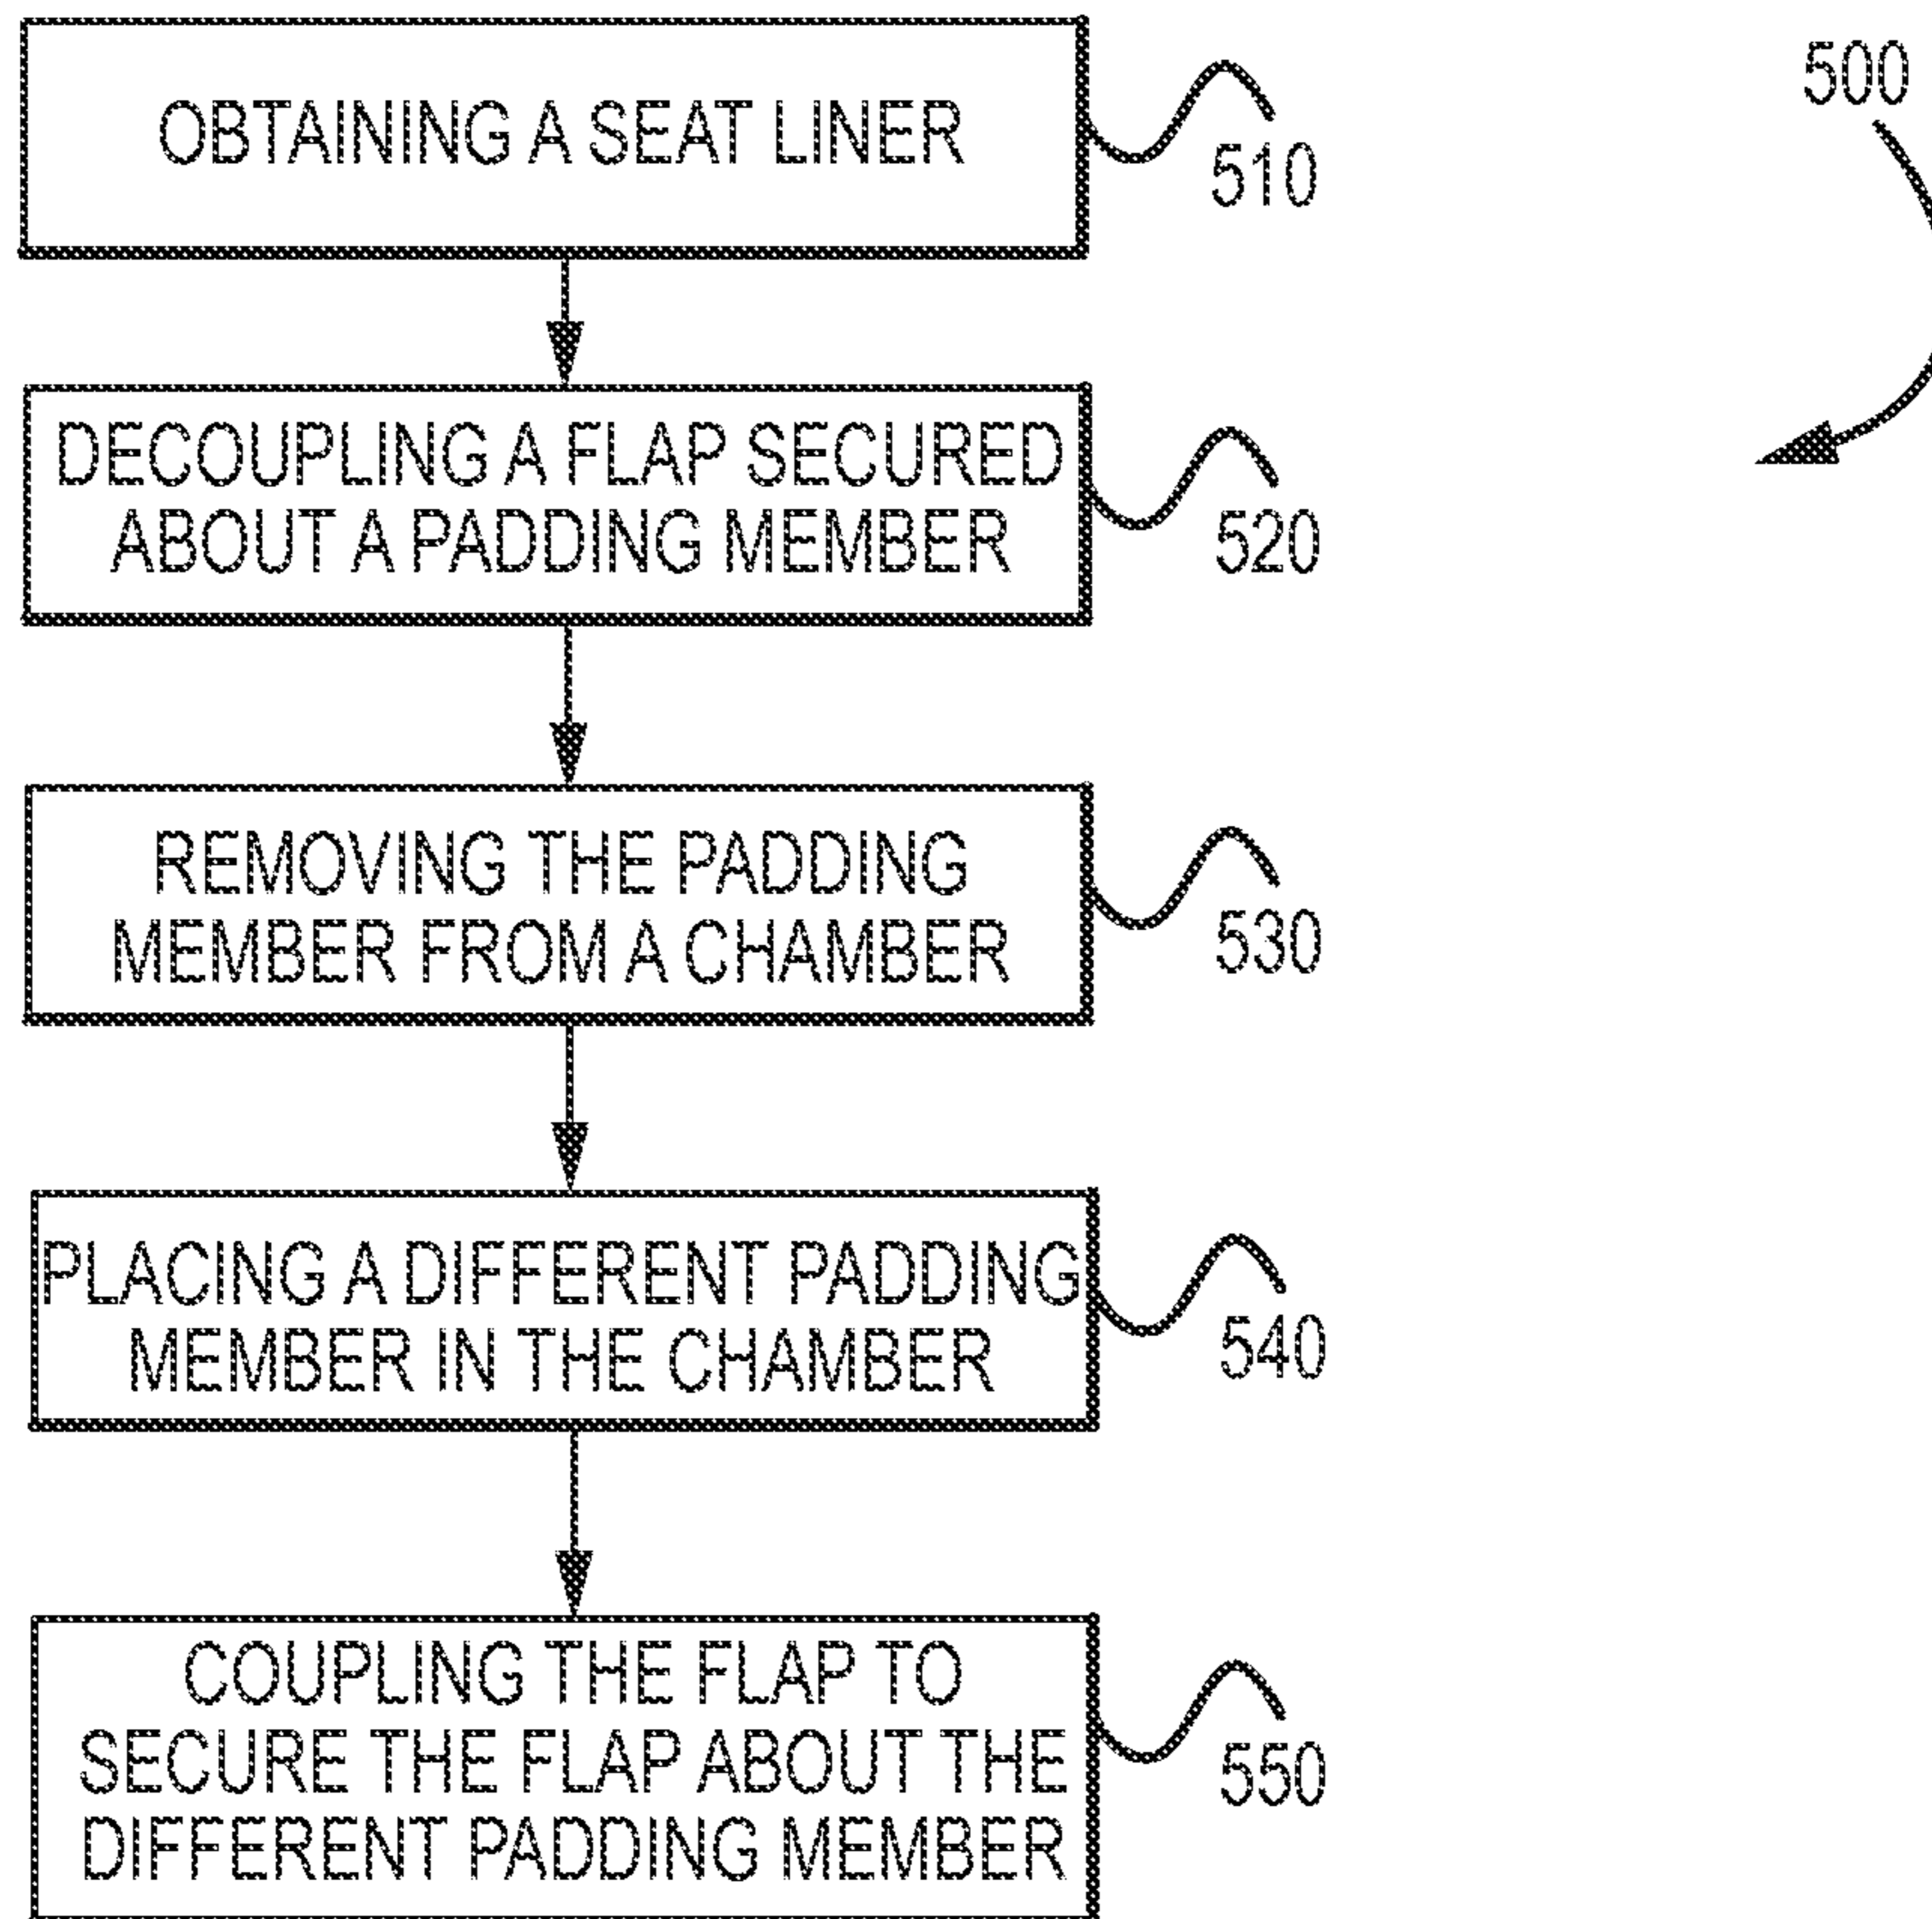 OBTAINING A SEAT LINER
510
500
DECOUPLING A FLAP SECURED
ABOUT A PADDING MEMBER
520
REMOVING THE PADDING
MEMBER FROM A CHAMBER
530
PLACING A DIFFERENT PADDING
MEMBER IN THE CHAMBER
540
COUPLING THE FLAP TO
SECURE THE FLAP ABOUT THE
DIFFERENT PADDING MEMBER
550